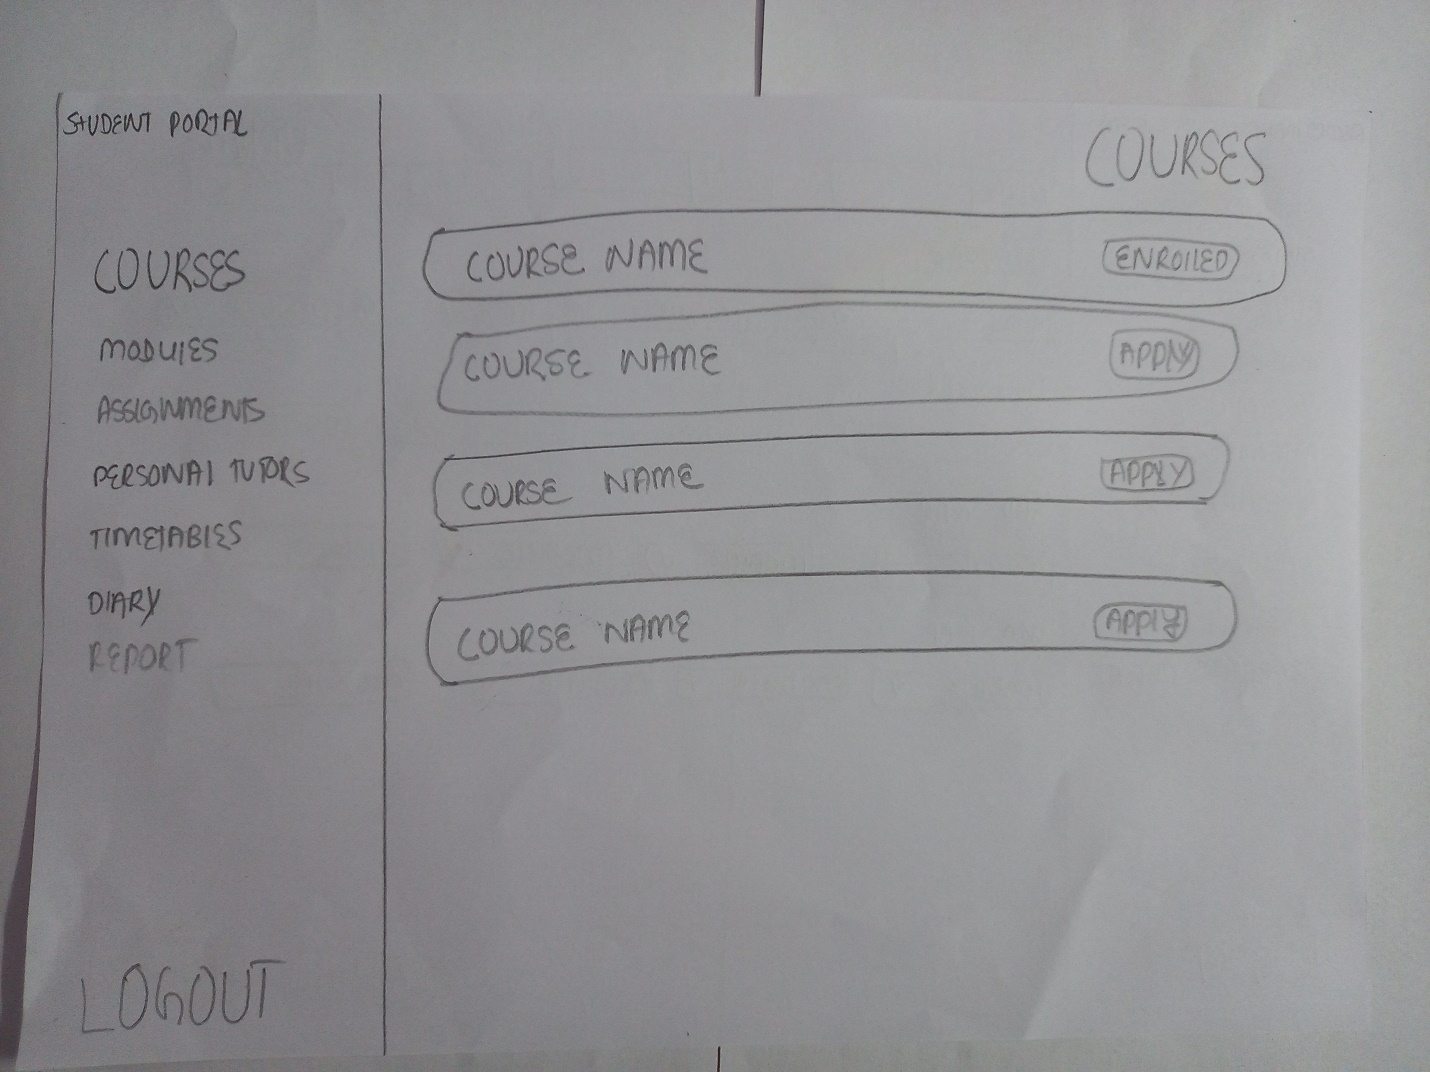 STUDENT PORTAL
COURSES
MODULES
ASSIGNMENTS
PERSONAL TUTORS
TIMETABLES
DIARY
REPORT
LOGOUT
COURSES
COURSE NAME ENROLLED
COURSE NAME APPLY
COURSE NAME APPLY
COURSE NAME APPLY